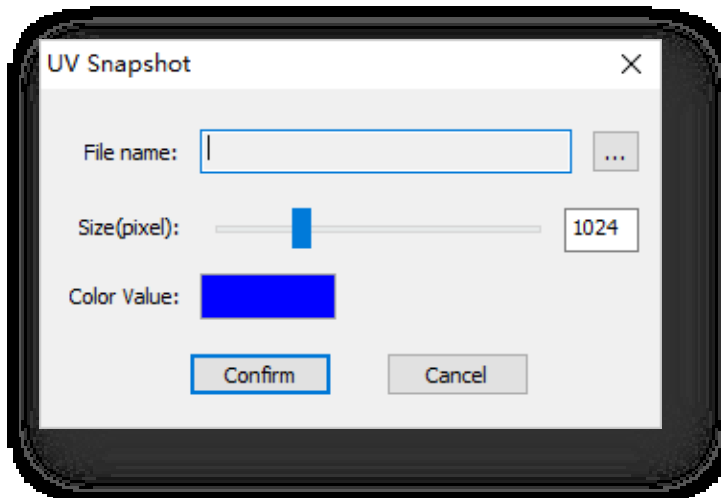 UV Snapshot
File name:
...
Size(pixel):
1024
Color Value:
Confirm
Cancel